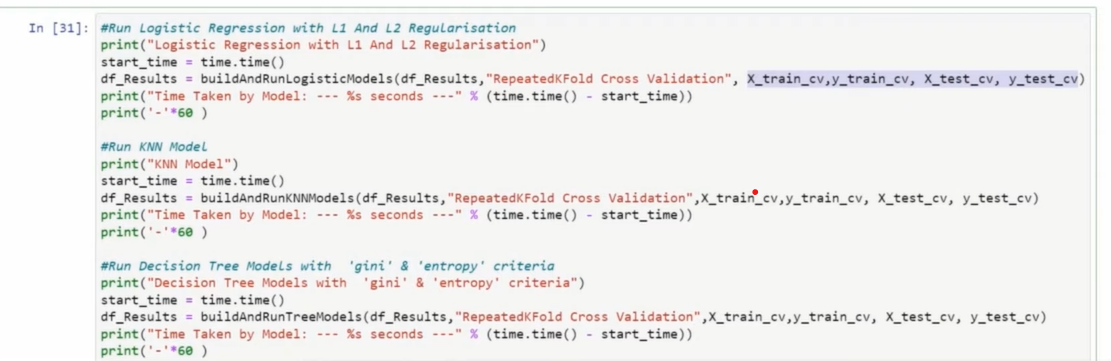 In [31]: #Run Logistic Regression with L1 And L2 Regularisation
print("Logistic Regression with L1 And L2 Regularisation")
start_time = time.time()
df_Results = buildAndRunLogisticModels(df_Results,"RepeatedKFold Cross Validation", X_train_cv,y_train_cv, X_test_cv, y_test_cv)
print("Time Taken by Model: --- %s seconds ---" % (time.time() - start_time))
print('-'*60 )
#Run KNN Model
print("KNN Model")
start_time = time.time()
df_Results = buildAndRunKNNModels(df_Results,"RepeatedKFold Cross Validation",X_train_cv,y_train_cv, X_test_cv, y_test_cv)
print("Time Taken by Model: --- %s seconds ---" % (time.time() - start_time))
print('-'*60 )
#Run Decision Tree Models with  'gini' & 'entropy' criteria
print("Decision Tree Models with  'gini' & 'entropy' criteria")
start_time = time.time()
df_Results = buildAndRunTreeModels(df_Results,"RepeatedKFold Cross Validation",X_train_cv,y_train_cv, X_test_cv, y_test_cv)
print("Time Taken by Model: --- %s seconds ---" % (time.time() - start_time))
print('-'*60 )